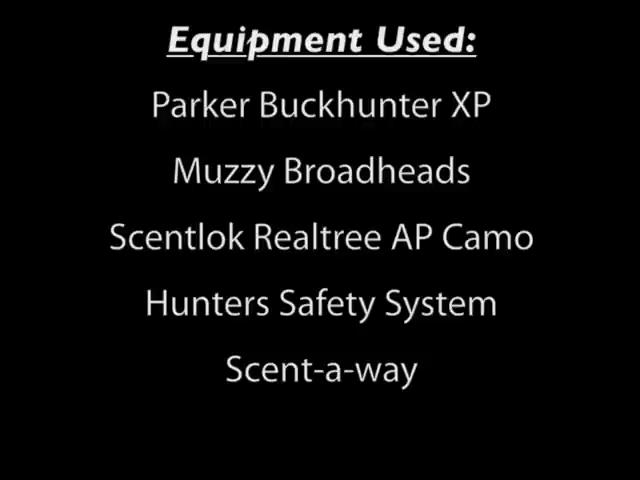 Equipment Used:
Parker Buckhunter XP
Muzzy Broadheads
Scentlok Realtree AP Camo
Hunters Safety System
Scent-a-way